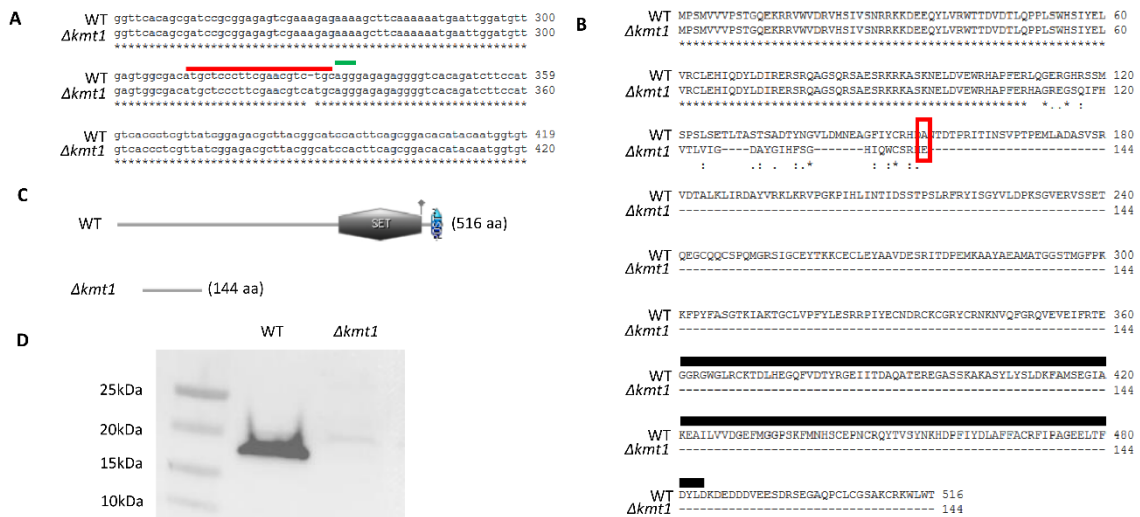 A
WT ggttcacagcgatccgcggagagtcgaaagagaaaagcttcaaaaaatgaattggatgtt 300
Δkmt1 ggttcacagcgatccgcggagagtcgaaagagaaaagcttcaaaaaatgaattggatgtt 300
************************************************************
WT gagtggcgacatgctcccttcgaacgtc-tgcagggagagaggggtcacagatcttccat 359
Δkmt1 gagtggcgacatgctcccttcgaacgtcatgcagggagagaggggtcacagatcttccat 360
**************************** *******************************
WT gtcaccctcgttatcggagacgcttacggcatccacttcagcggacacatacaatggtgt 419
Δkmt1 gtcaccctcgttatcggagacgcttacggcatccacttcagcggacacatacaatggtgt 420
************************************************************
C
WT SET POST (516 aa)
Δkmt1 (144 aa)
D
WT Δkmt1
25kDa
20kDa
15kDa
10kDa
B
WT MPSMVVVPSTGQEKRRVWVDRVHSIVSNRRKKDEEQYLVRWTTDVDTLQPPLSWHSIYEL 60
Δkmt1 MPSMVVVPSTGQEKRRVWVDRVHSIVSNRRKKDEEQYLVRWTTDVDTLQPPLSWHSIYEL 60
************************************************************
WT VRCLEHIQDYLDIRERSRQAGSQRSAESRKRKASKNELDVEWRHAPFERLQGERGHRSSM 120
Δkmt1 VRCLEHIQDYLDIRERSRQAGSQRSAESRKRKASKNELDVEWRHAPFERHAGREGSQIFH 120
************************************************* *..* :
WT SPSLSETLTASTSADTYNGVLDMNEAGFIYCRHDANTDTPRITINSVPTPEMLADASVSR 180
Δkmt1 VTLVIG----DAYGIHFSG--------HIQWCSRHE------------------------ 144
: .: :.* : *: :.
WT VDTALKLIRDAYVRKLKRVPGKPIHLINTIDSSTPSLRFRYISGYVLDPKSGVERVSSET 240
Δkmt1 ------------------------------------------------------------ 144
WT QEGCQQCSPQMGRSIGCEYTKKCECLEYAAVDESRITDPEMKAAYAEAMATGGSTMGFPK 300
Δkmt1 ------------------------------------------------------------ 144
WT KFPYFASGTKIAKTGCLVPFYLESRRPIYECNDRCKCGRYCRNKNVQFGRQVEVEIFRTE 360
Δkmt1 ------------------------------------------------------------ 144
WT GGRGWGLRCKTDLHEGQFVDTYRGEIITDAQATEREGASSKAKASYLYSLDKFAMSEGIA 420
Δkmt1 ------------------------------------------------------------ 144
WT KEAILVVDGEFMGGPSKFMNHSCEPNCRQYTVSYNKHDPFIYDLAFFACRFIPAGEELTF 480
Δkmt1 ------------------------------------------------------------ 144
WT DYLDKDEDDDVEESDRSEGAQPCLCGSAKCRKWLWT 516
Δkmt1 ------------------------------------ 144